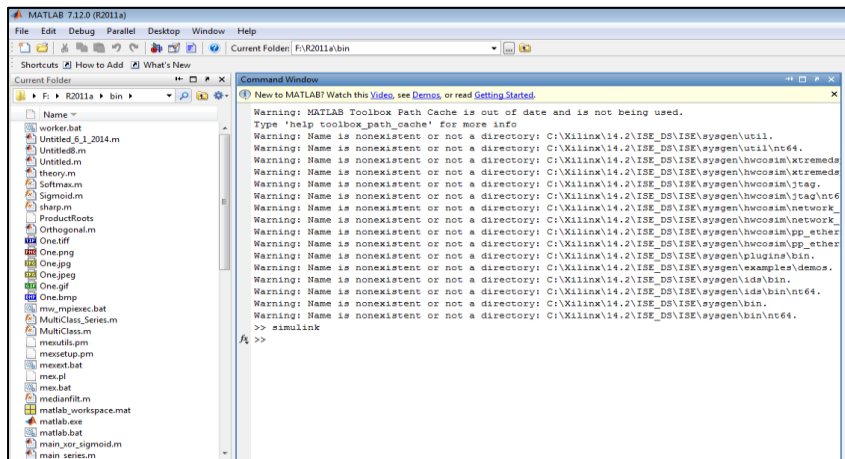 MATLAB 7.12.0 (R2011a)
File Edit Debug Parallel Desktop Window Help
Current Folder: F:\R2011a\bin
Shortcuts How to Add What's New
Current Folder
F: R2011a bin
Name
worker.bat
Untitled_6_1_2014.m
Untitled8.m
Untitled.m
theory.m
Softmax.m
Sigmoid.m
sharp.m
ProductRoots
Orthogonal.m
One.tiff
One.png
One.jpg
One.jpeg
One.gif
One.bmp
mw_mpiexec.bat
MultiClass_Series.m
MultiClass.m
mexutils.pm
mexsetup.pm
mexext.bat
mex.pl
mex.bat
medianfilt.m
matlab_workspace.mat
matlab.exe
matlab.bat
main_xor_sigmoid.m
main_series.m
Command Window
New to MATLAB? Watch this Video, see Demos, or read Getting Started.
Warning: MATLAB Toolbox Path Cache is out of date and is not being used.
Type 'help toolbox_path_cache' for more info
Warning: Name is nonexistent or not a directory: C:\Xilinx\14.2\ISE_DS\ISE\sysgen\util.
Warning: Name is nonexistent or not a directory: C:\Xilinx\14.2\ISE_DS\ISE\sysgen\util\nt64.
Warning: Name is nonexistent or not a directory: C:\Xilinx\14.2\ISE_DS\ISE\sysgen\hwcosim\xtremeds
Warning: Name is nonexistent or not a directory: C:\Xilinx\14.2\ISE_DS\ISE\sysgen\hwcosim\xtremeds
Warning: Name is nonexistent or not a directory: C:\Xilinx\14.2\ISE_DS\ISE\sysgen\hwcosim\jtag.
Warning: Name is nonexistent or not a directory: C:\Xilinx\14.2\ISE_DS\ISE\sysgen\hwcosim\jtag\nt6
Warning: Name is nonexistent or not a directory: C:\Xilinx\14.2\ISE_DS\ISE\sysgen\hwcosim\network_
Warning: Name is nonexistent or not a directory: C:\Xilinx\14.2\ISE_DS\ISE\sysgen\hwcosim\network_
Warning: Name is nonexistent or not a directory: C:\Xilinx\14.2\ISE_DS\ISE\sysgen\hwcosim\pp_ether
Warning: Name is nonexistent or not a directory: C:\Xilinx\14.2\ISE_DS\ISE\sysgen\hwcosim\pp_ether
Warning: Name is nonexistent or not a directory: C:\Xilinx\14.2\ISE_DS\ISE\sysgen\plugins\bin.
Warning: Name is nonexistent or not a directory: C:\Xilinx\14.2\ISE_DS\ISE\sysgen\examples\demos.
Warning: Name is nonexistent or not a directory: C:\Xilinx\14.2\ISE_DS\ISE\sysgen\ids\bin.
Warning: Name is nonexistent or not a directory: C:\Xilinx\14.2\ISE_DS\ISE\sysgen\ids\bin\nt64.
Warning: Name is nonexistent or not a directory: C:\Xilinx\14.2\ISE_DS\ISE\sysgen\bin.
Warning: Name is nonexistent or not a directory: C:\Xilinx\14.2\ISE_DS\ISE\sysgen\bin\nt64.
>> simulink
fx >>